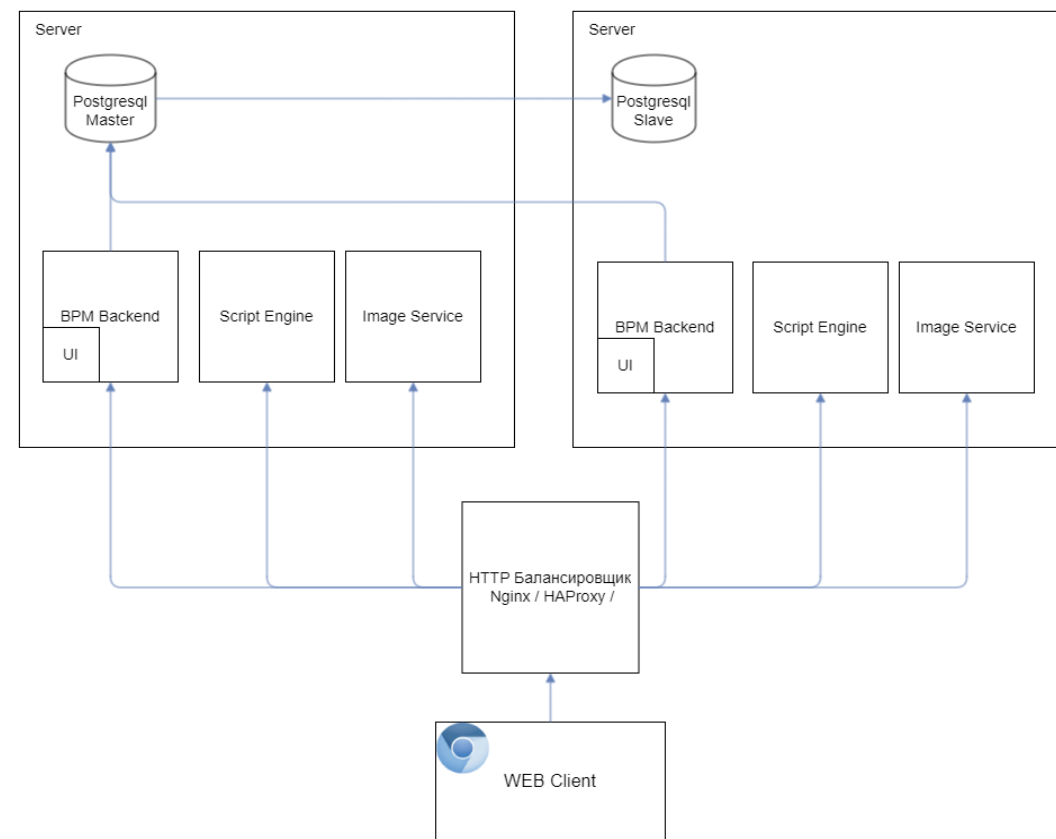 Server
Server
Postgresql
Master
Postgresql
Slave
BPM Backend
UI
Script Engine
Image Service
BPM Backend
UI
Script Engine
Image Service
HTTP Балансировщик
Nginx / HAProxy /
WEB Client